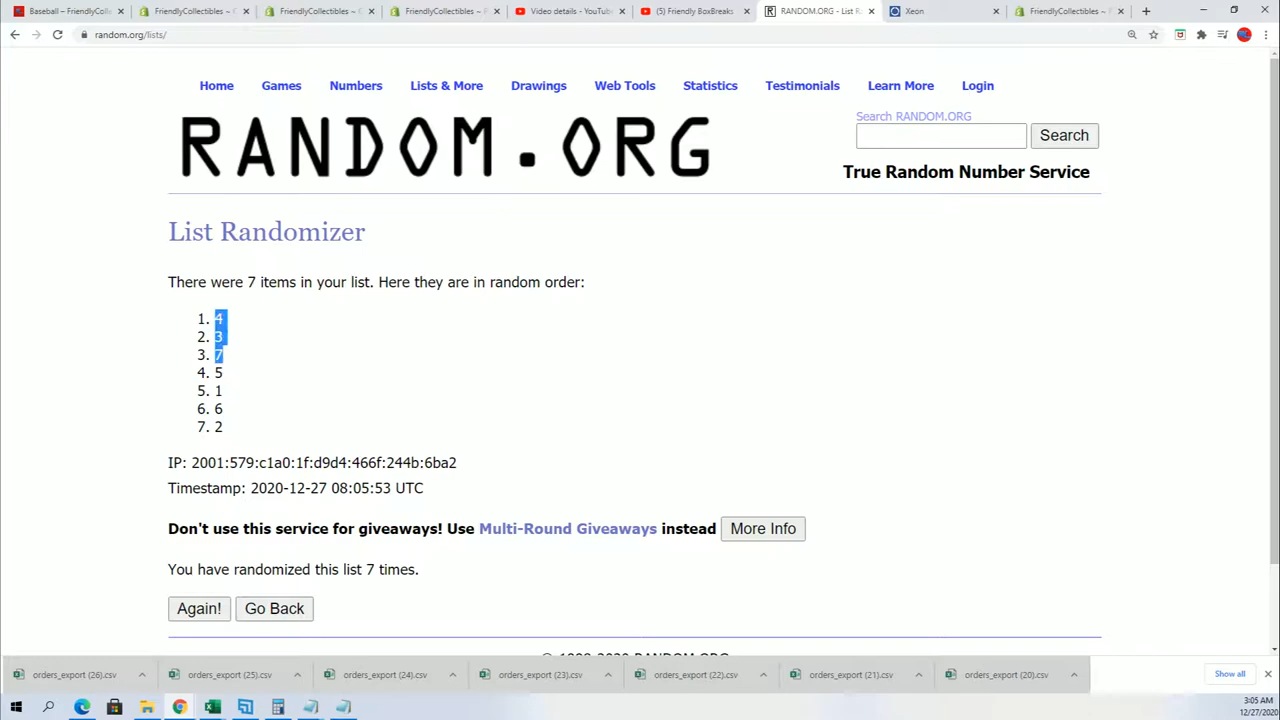 Baseball – FriendlyColl
FriendlyCollectibles ~ C
FriendlyCollectibles ~ C
FriendlyCollectibles ~ P
Video details - YouTube
(5) Friendly BoxBreaks
RANDOM.ORG - List R
Xeon
FriendlyCollectibles ~ P
random.org/lists/
Home Games Numbers Lists & More Drawings Web Tools Statistics Testimonials Learn More Login
RANDOM.ORG
Search RANDOM.ORG
Search
True Random Number Service
List Randomizer
There were 7 items in your list. Here they are in random order:
1. 4
2. 3
3. 7
4. 5
5. 1
6. 6
7. 2
IP: 2001:579:c1a0:1f:d9d4:466f:244b:6ba2
Timestamp: 2020-12-27 08:05:53 UTC
Don't use this service for giveaways! Use Multi-Round Giveaways instead More Info
You have randomized this list 7 times.
Again! Go Back
orders_export (26).csv orders_export (25).csv orders_export (24).csv orders_export (23).csv orders_export (22).csv orders_export (21).csv orders_export (20).csv Show all
3:05 AM
12/27/2020